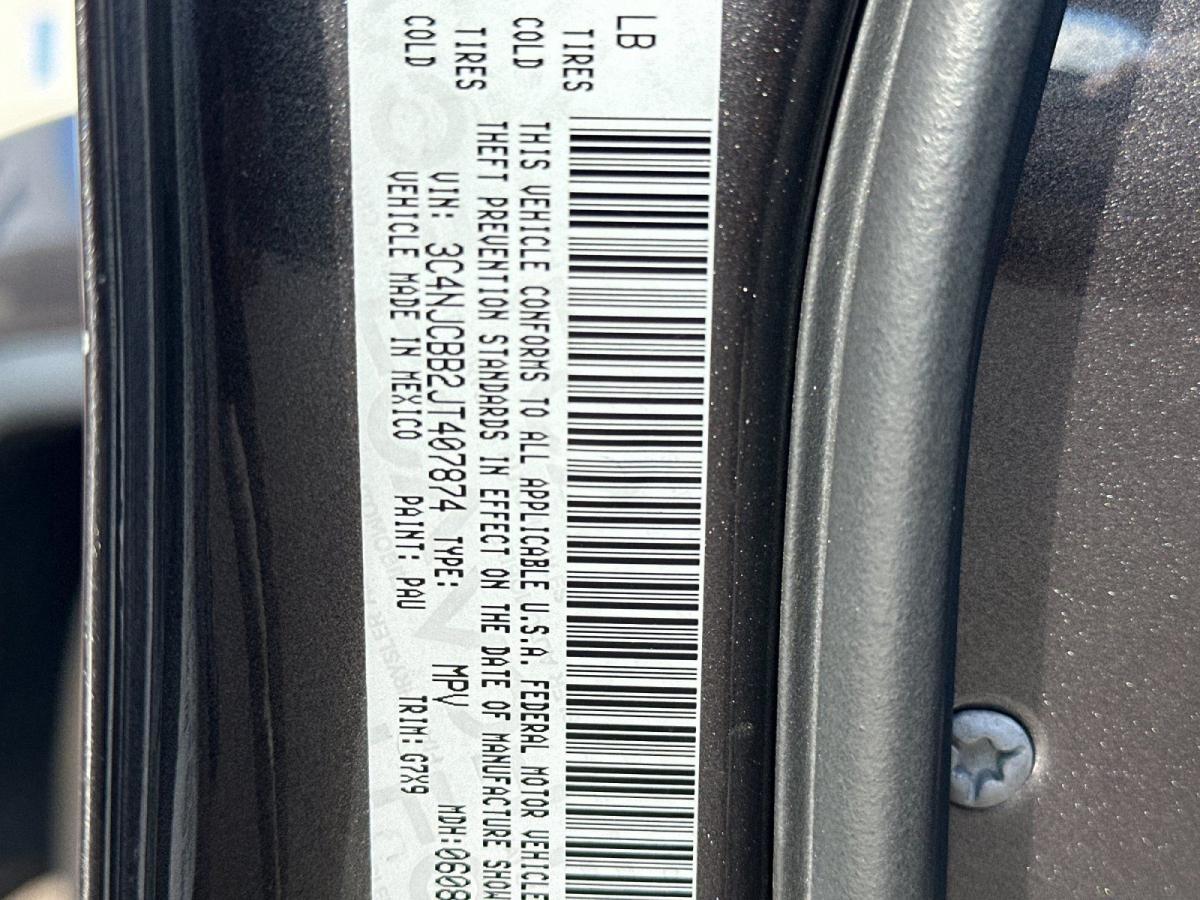 LB
TIRES
COLD
TIRES
COLD
THIS VEHICLE CONFORMS TO ALL APPLICABLE U.S.A. FEDERAL MOTOR VEHICLE
THEFT PREVENTION STANDARDS IN EFFECT ON THE DATE OF MANUFACTURE SHOW
VIN: 3C4NJCBB2JT407874 TYPE: MPV MDH:0608
VEHICLE MADE IN MEXICO PAINT: PAU TRIM: G7X9